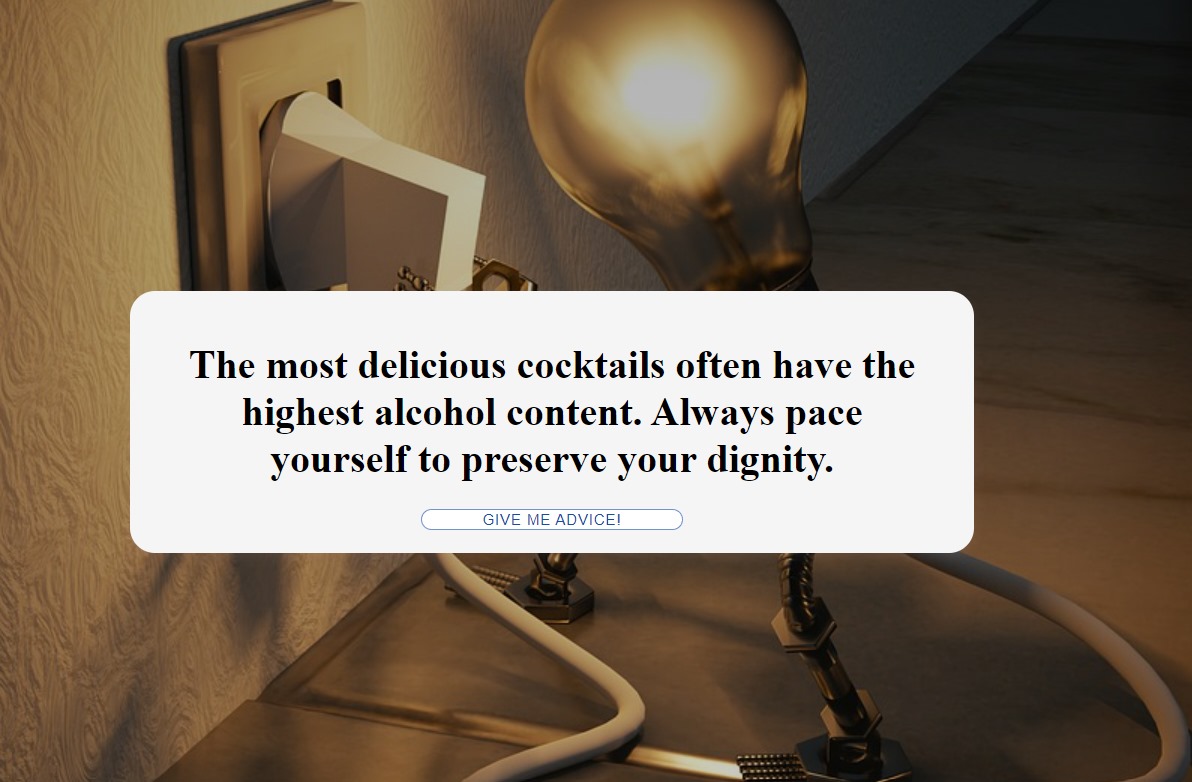 The most delicious cocktails often have the
highest alcohol content. Always pace
yourself to preserve your dignity.
GIVE ME ADVICE!